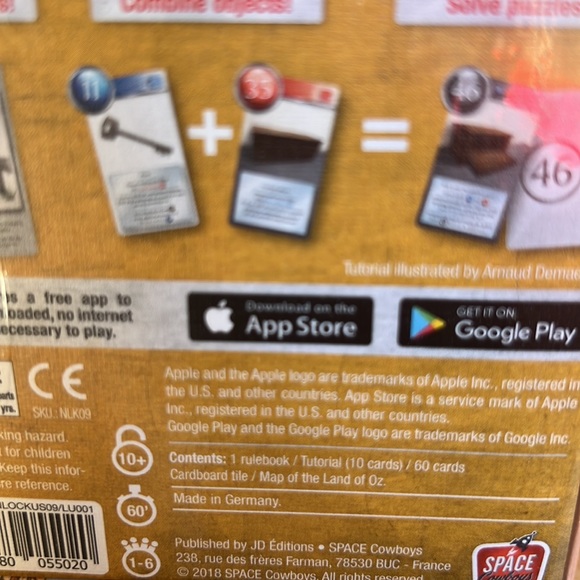 Combine objects!
Solve puzzles
11
35
46
46
+
=
Tutorial illustrated by Arnaud Demae
s a free app to
oaded, no internet
ecessary to play.
Download on the
App Store
GET IT ON
Google Play
CE
SKU: NLK09
yrs.
Apple and the Apple logo are trademarks of Apple Inc., registered in
the U.S. and other countries. App Store is a service mark of Apple
Inc., registered in the U.S. and other countries.
Google Play and the Google Play logo are trademarks of Google Inc.
king hazard.
for children
Keep this infor-
re reference.
10+
Contents: 1 rulebook / Tutorial (10 cards) / 60 cards
Cardboard tile / Map of the Land of Oz.
60'
Made in Germany.
NLOCKUS09/LU001
80 055020
1-6
Published by JD Éditions • SPACE Cowboys
238, rue des frères Farman, 78530 BUC - France
© 2018 SPACE Cowboys. All rights reserved
SPACE
Cowboys